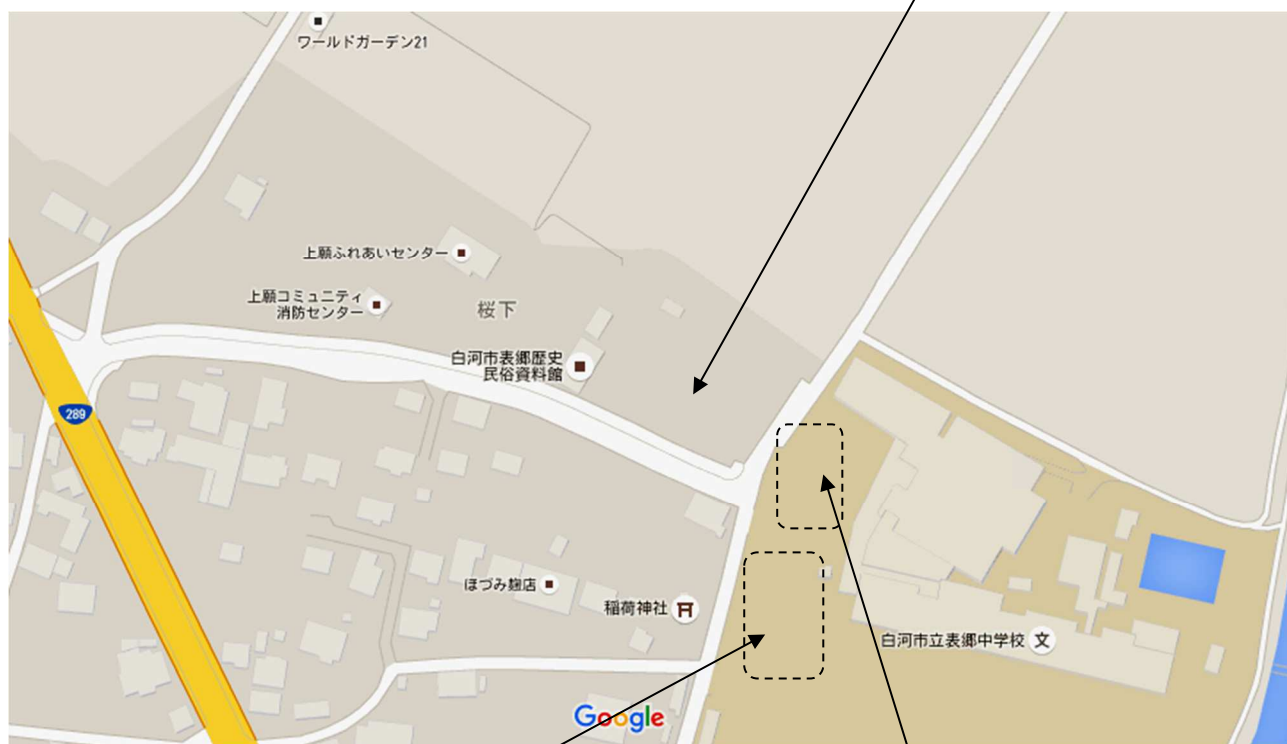 ワールドガーデン21
上願ふれあいセンター
上願コミュニティ
消防センター
桜下
白河市表郷歴史
民俗資料館
289
ほづみ麹店
稲荷神社
白河市立表郷中学校
文
Google